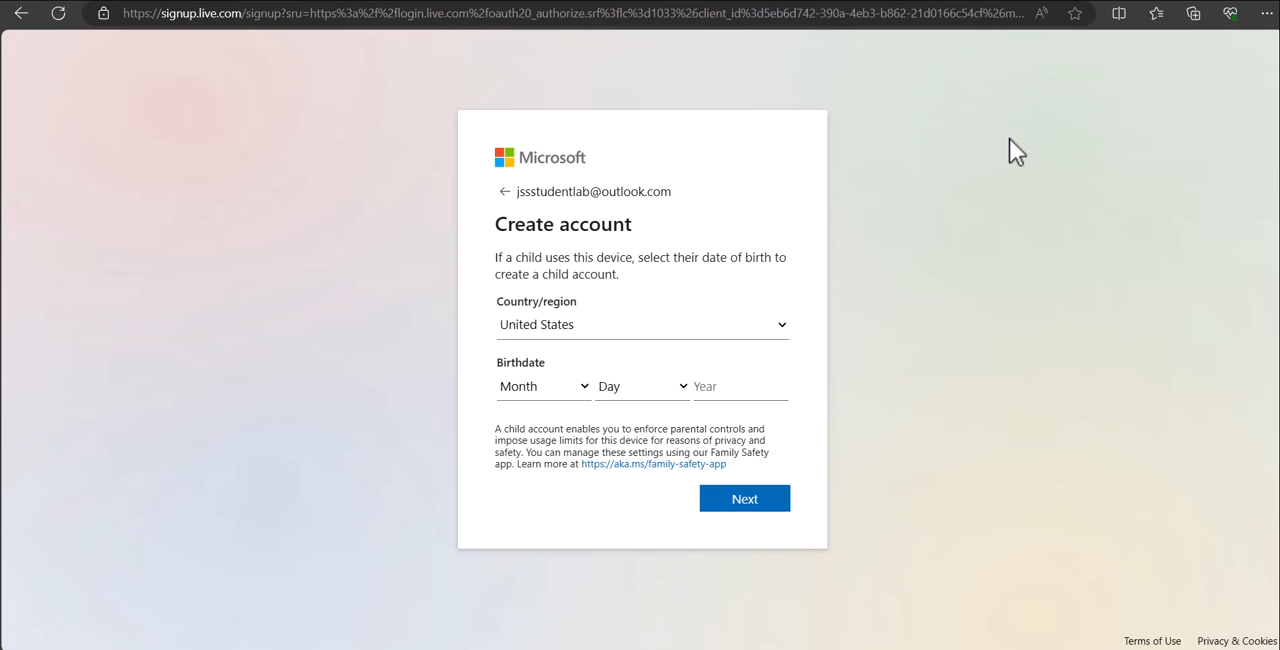 https://signup.live.com/signup?sru=https%3a%2f%2flogin.live.com%2foauth20_authorize.srf%3flc%3d1033%26client_id%3d5eb6d742-390a-4eb3-b862-21d0166c54cf%26m...
Microsoft
← jssstudentlab@outlook.com
Create account
If a child uses this device, select their date of birth to
create a child account.
Country/region
United States
Birthdate
Month Day Year
A child account enables you to enforce parental controls and
impose usage limits for this device for reasons of privacy and
safety. You can manage these settings using our Family Safety
app. Learn more at https://aka.ms/family-safety-app
Next
Terms of Use Privacy & Cookies